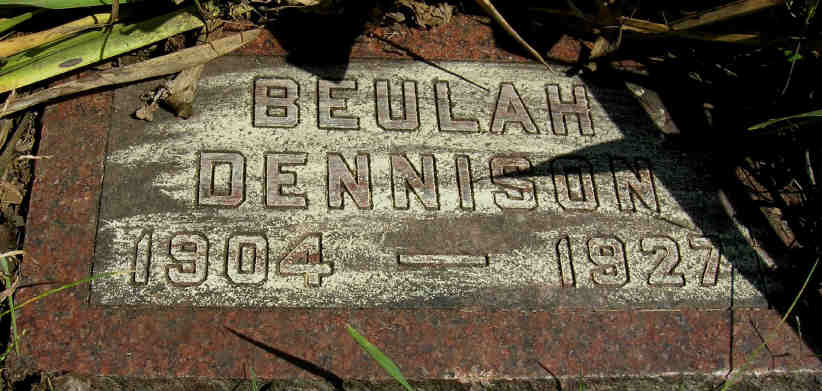 BEULAH
DENNISON
1904 — 1927